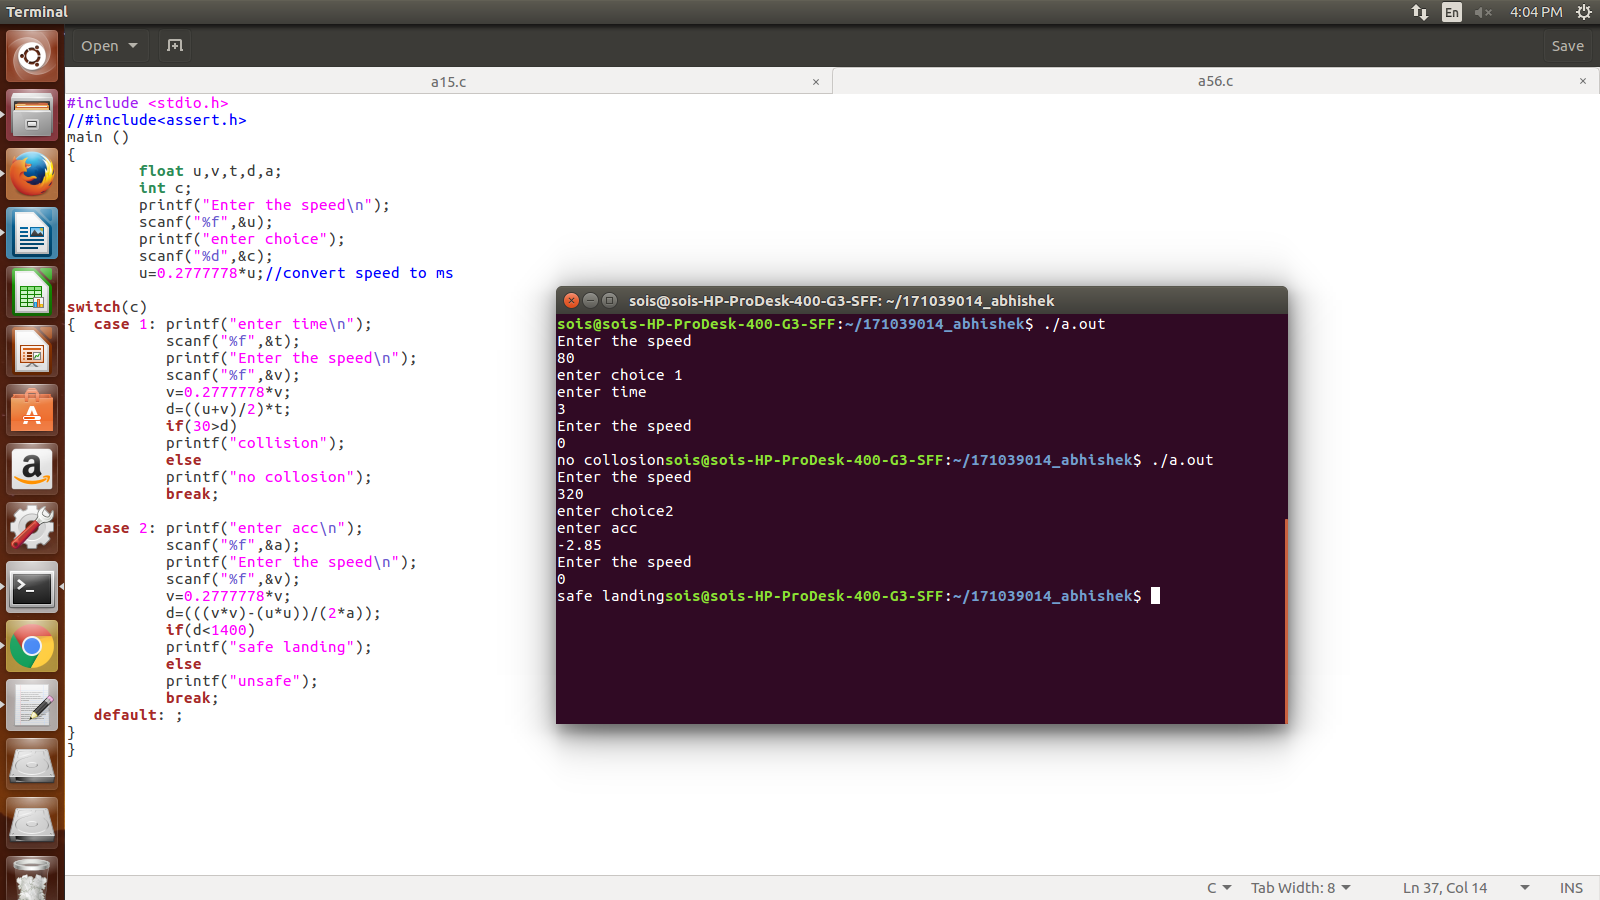 Terminal
En
4:04 PM
Open
Save
a15.c ×
a56.c ×
#include <stdio.h>
//#include<assert.h>
main ()
{
float u,v,t,d,a;
int c;
printf("Enter the speed\n");
scanf("%f",&u);
printf("enter choice");
scanf("%d",&c);
u=0.2777778*u;//convert speed to ms
switch(c)
{ case 1: printf("enter time\n");
scanf("%f",&t);
printf("Enter the speed\n");
scanf("%f",&v);
v=0.2777778*v;
d=((u+v)/2)*t;
if(30>d)
printf("collision");
else
printf("no collosion");
break;
case 2: printf("enter acc\n");
scanf("%f",&a);
printf("Enter the speed\n");
scanf("%f",&v);
v=0.2777778*v;
d=(((v*v)-(u*u))/(2*a));
if(d<1400)
printf("safe landing");
else
printf("unsafe");
break;
default: ;
}
}
sois@sois-HP-ProDesk-400-G3-SFF: ~/171039014_abhishek
sois@sois-HP-ProDesk-400-G3-SFF:~/171039014_abhishek$ ./a.out
Enter the speed
80
enter choice 1
enter time
3
Enter the speed
0
no collosionsois@sois-HP-ProDesk-400-G3-SFF:~/171039014_abhishek$ ./a.out
Enter the speed
320
enter choice2
enter acc
-2.85
Enter the speed
0
safe landingsois@sois-HP-ProDesk-400-G3-SFF:~/171039014_abhishek$
C
Tab Width: 8
Ln 37, Col 14
INS